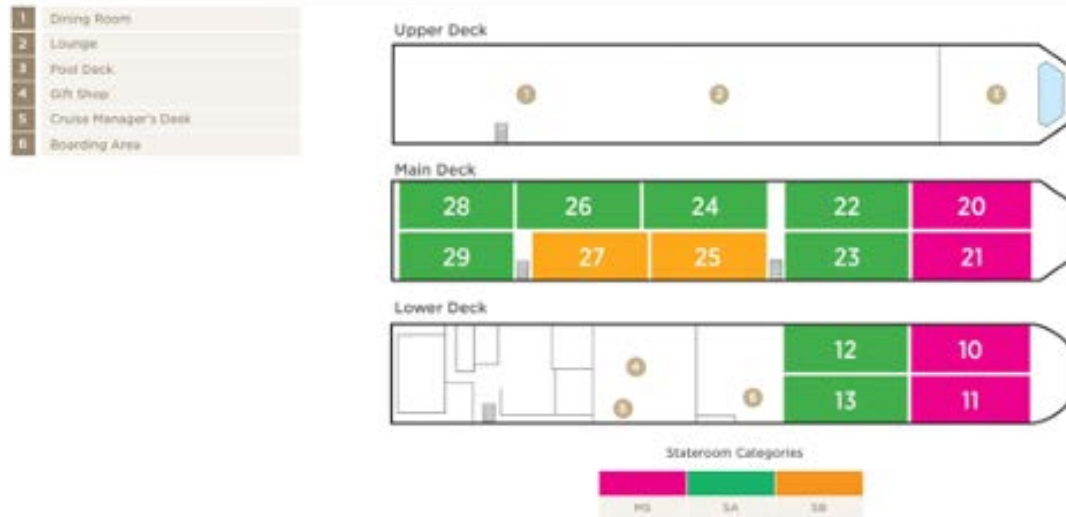 1 Dining Room
2 Lounge
3 Pool Deck
4 Gift Shop
5 Cruise Manager's Desk
6 Boarding Area
Upper Deck
1 2 3
Main Deck
28 26 24 22 20
29 27 25 23 21
Lower Deck
12 10
4
6
5
13 11
Stateroom Categories
MS SA SB